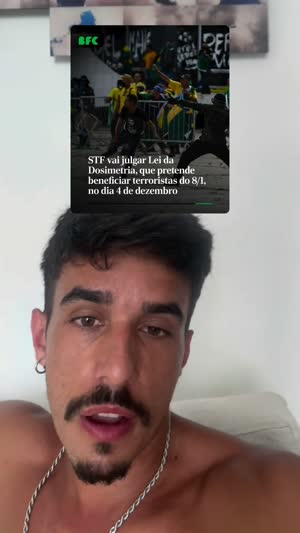 BFC
STF vai julgar Lei da
Dosimetria, que pretende
beneficiar terroristas do 8/1,
no dia 4 de dezembro